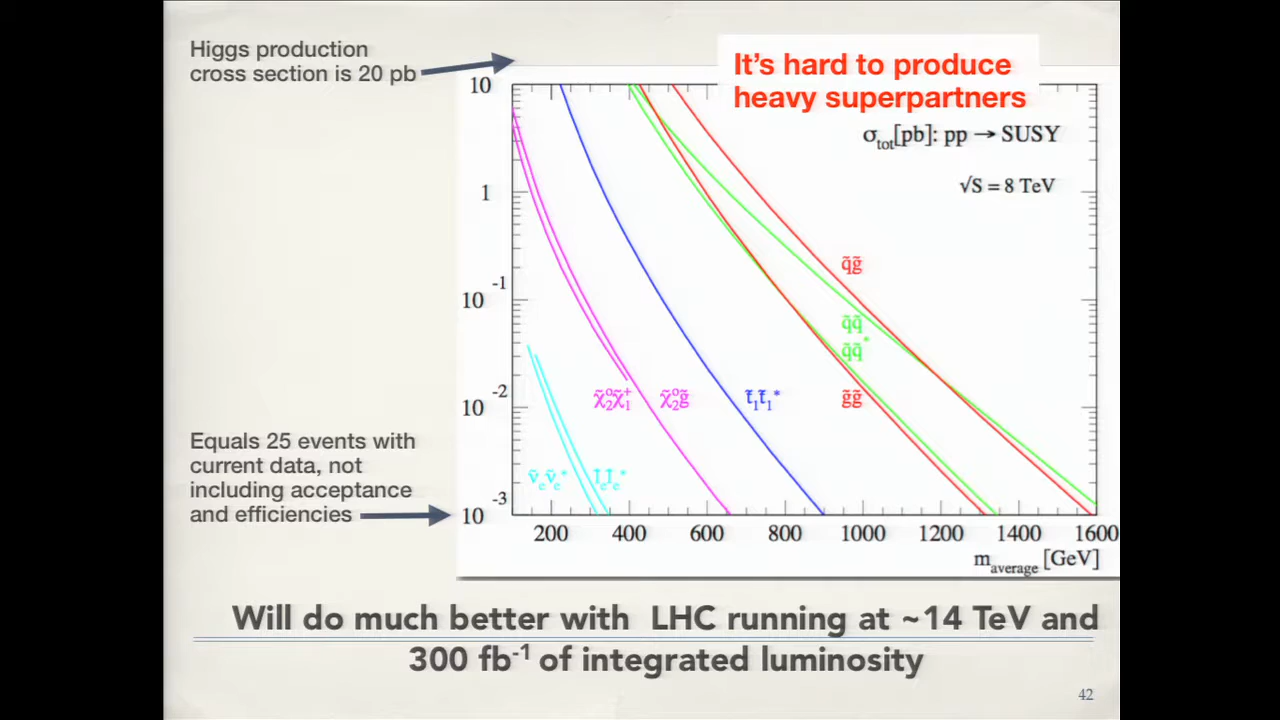 Higgs production
cross section is 20 pb
It's hard to produce
heavy superpartners
σtot[pb]: pp → SUSY
√S = 8 TeV
10
1
10⁻¹
10⁻²
10⁻³
q̃g̃
q̃q̃
q̃q̃*
g̃g̃
χ̃₂⁰χ̃₁⁺
χ̃₂⁰g̃
t̃₁t̃₁*
ν̃ₑν̃ₑ*
l̃ₑl̃ₑ*
Equals 25 events with
current data, not
including acceptance
and efficiencies
200 400 600 800 1000 1200 1400 1600
maverage [GeV]
Will do much better with LHC running at ~14 TeV and
300 fb⁻¹ of integrated luminosity
42